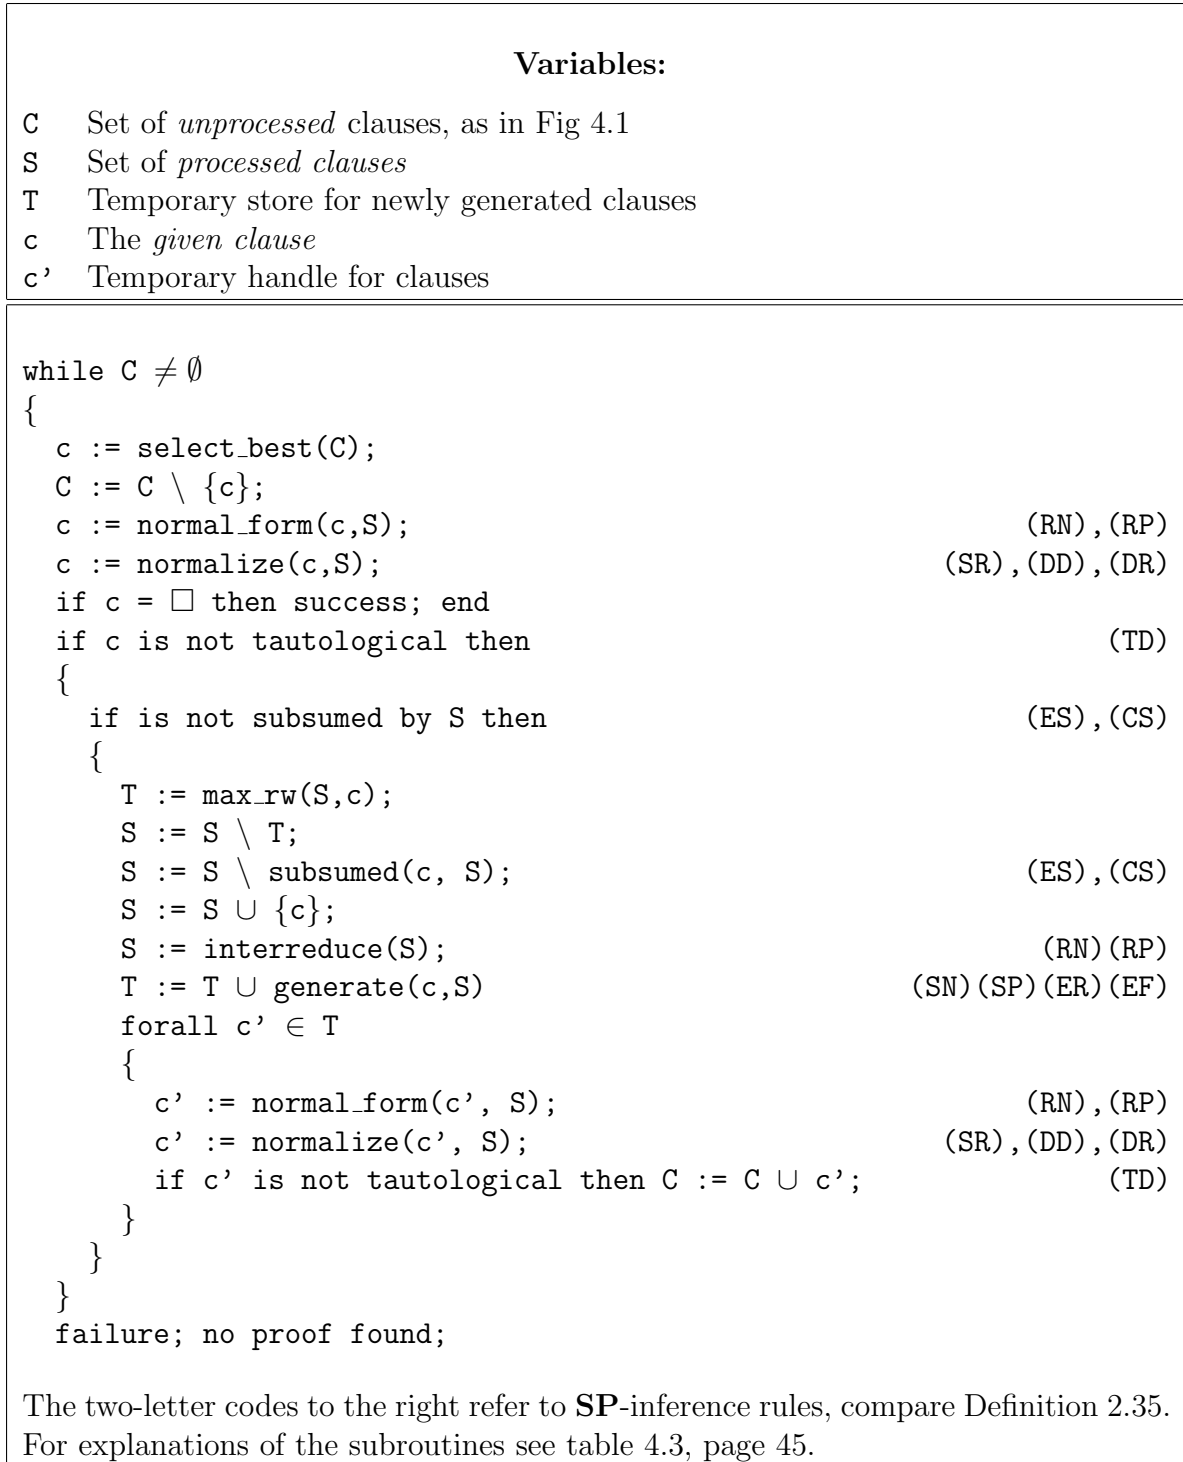 Variables:
C Set of unprocessed clauses, as in Fig 4.1
S Set of processed clauses
T Temporary store for newly generated clauses
c The given clause
c' Temporary handle for clauses
while C ≠ ∅
{
c := select_best(C);
C := C \ {c};
c := normal_form(c,S); (RN),(RP)
c := normalize(c,S); (SR),(DD),(DR)
if c = □ then success; end
if c is not tautological then (TD)
{
if is not subsumed by S then (ES),(CS)
{
T := max_rw(S,c);
S := S \ T;
S := S \ subsumed(c, S); (ES),(CS)
S := S ∪ {c};
S := interreduce(S); (RN)(RP)
T := T ∪ generate(c,S) (SN)(SP)(ER)(EF)
forall c' ∈ T
{
c' := normal_form(c', S); (RN),(RP)
c' := normalize(c', S); (SR),(DD),(DR)
if c' is not tautological then C := C ∪ c'; (TD)
}
}
}
failure; no proof found;
The two-letter codes to the right refer to SP-inference rules, compare Definition 2.35.
For explanations of the subroutines see table 4.3, page 45.